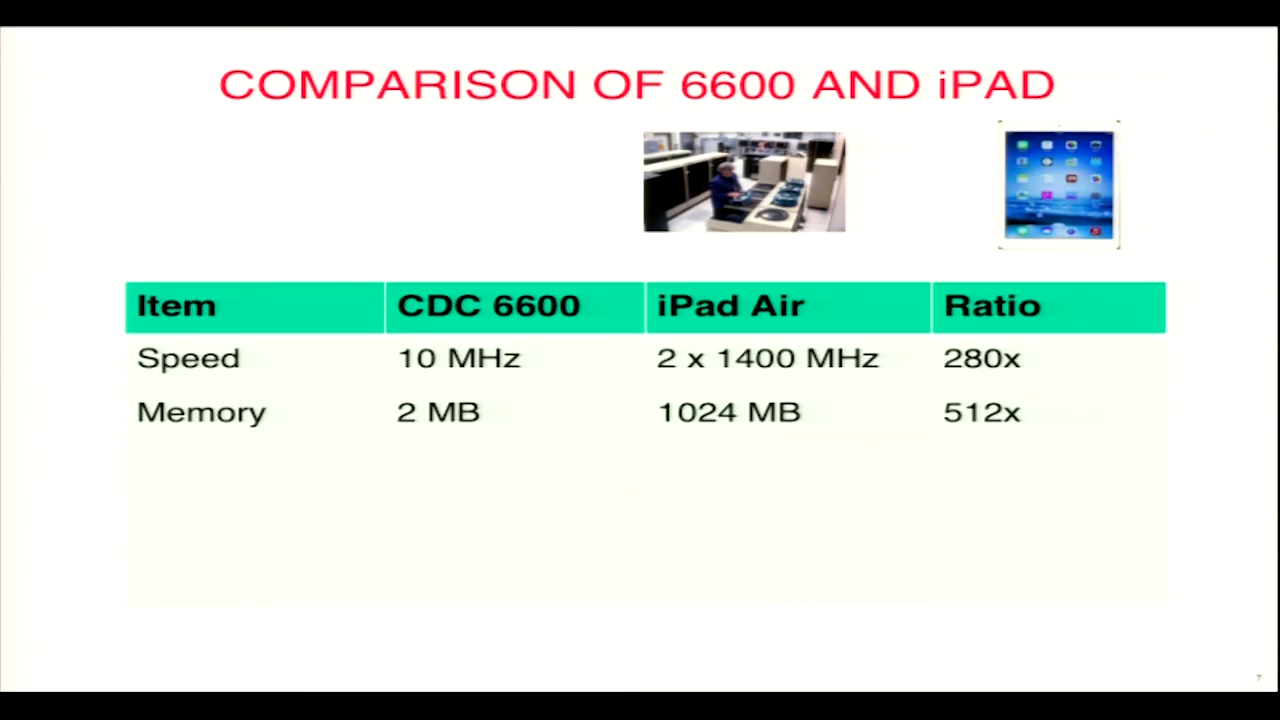 COMPARISON OF 6600 AND iPAD
Item CDC 6600 iPad Air Ratio
Speed 10 MHz 2 x 1400 MHz 280x
Memory 2 MB 1024 MB 512x
7